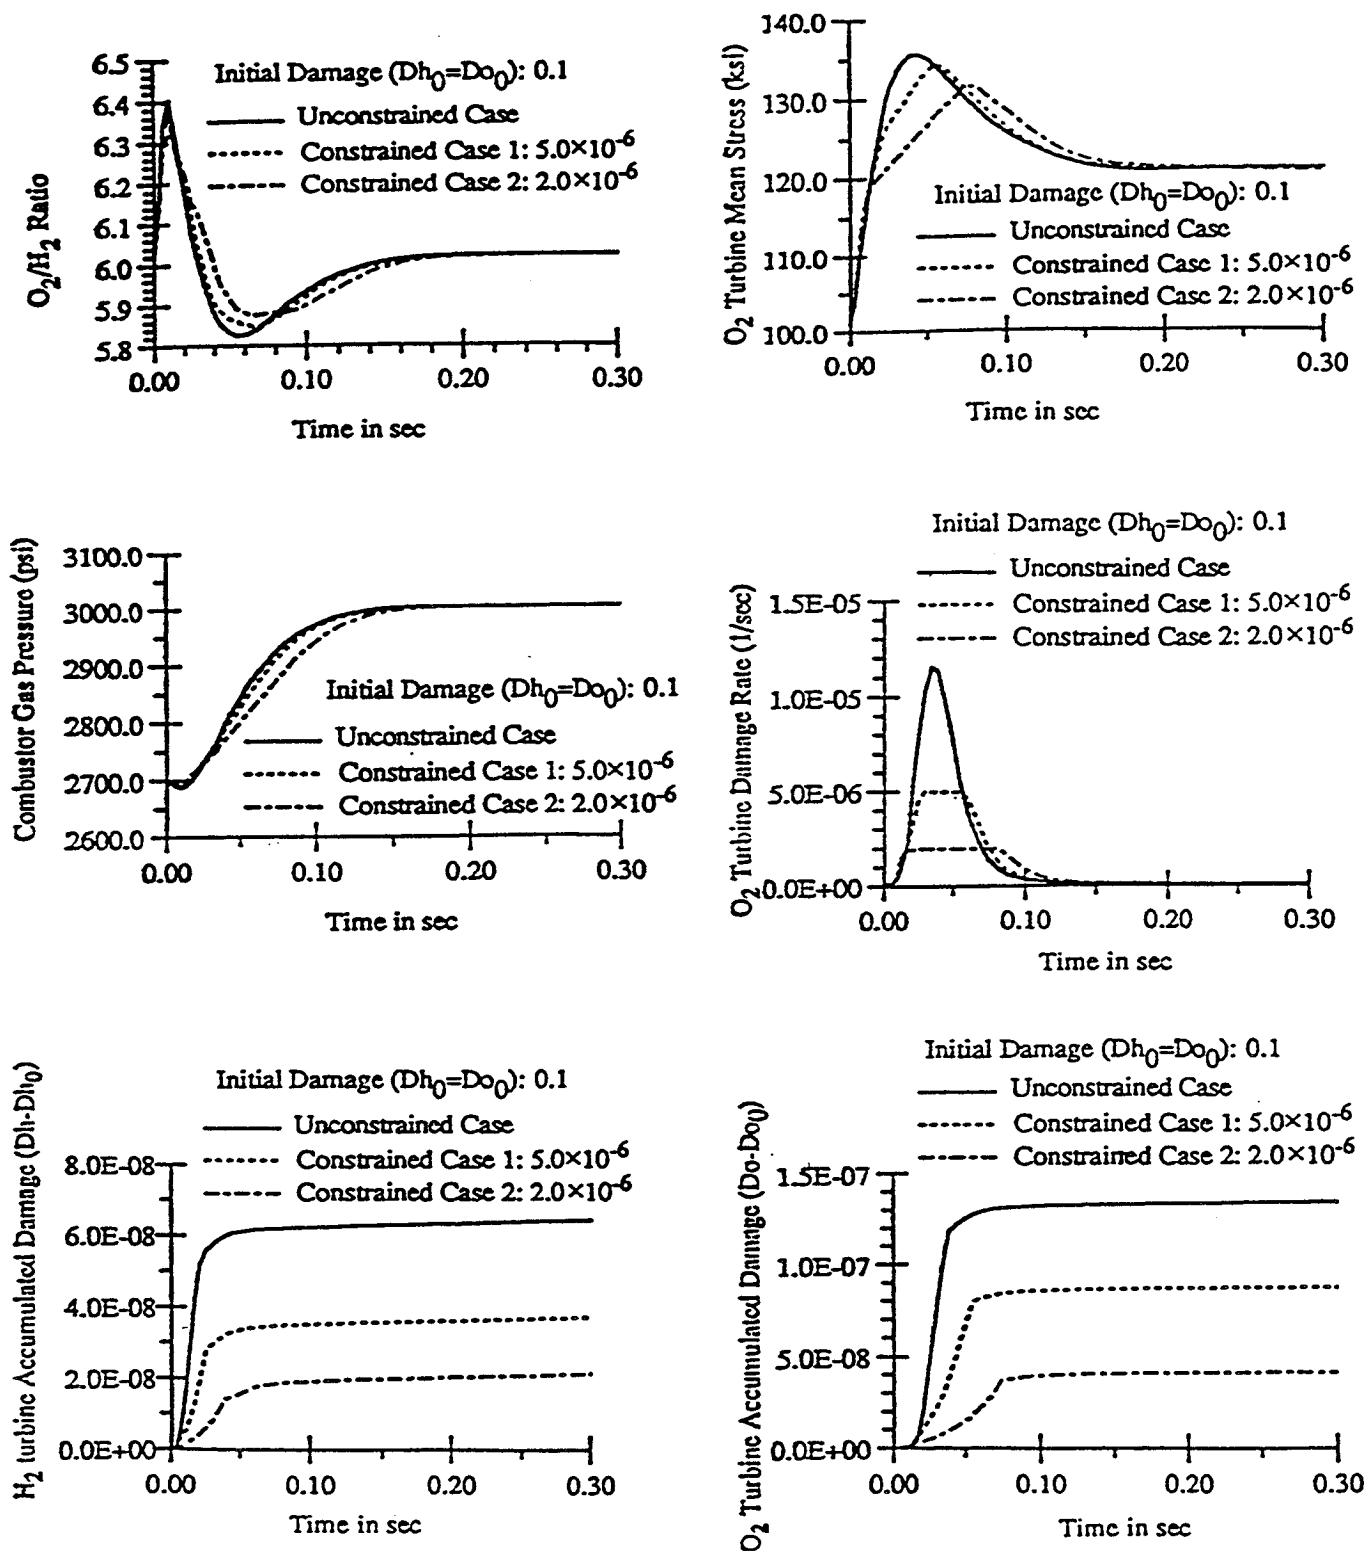 O2/H2 Ratio
6.5
6.4
6.3
6.2
6.1
6.0
5.9
5.8
0.00 0.10 0.20 0.30
Time in sec
Initial Damage (Dh0=Do0): 0.1
Unconstrained Case
Constrained Case 1: 5.0×10-6
Constrained Case 2: 2.0×10-6
O2 Turbine Mean Stress (ksi)
140.0
130.0
120.0
110.0
100.0
0.00 0.10 0.20 0.30
Time in sec
Initial Damage (Dh0=Do0): 0.1
Unconstrained Case
Constrained Case 1: 5.0×10-6
Constrained Case 2: 2.0×10-6
Combustor Gas Pressure (psi)
3100.0
3000.0
2900.0
2800.0
2700.0
2600.0
0.00 0.10 0.20 0.30
Time in sec
Initial Damage (Dh0=Do0): 0.1
Unconstrained Case
Constrained Case 1: 5.0×10-6
Constrained Case 2: 2.0×10-6
Initial Damage (Dh0=Do0): 0.1
Unconstrained Case
Constrained Case 1: 5.0×10-6
Constrained Case 2: 2.0×10-6
O2 Turbine Damage Rate (1/sec)
1.5E-05
1.0E-05
5.0E-06
0.0E+00
0.00 0.10 0.20 0.30
Time in sec
H2 turbine Accumulated Damage (Dh-Dh0)
Initial Damage (Dh0=Do0): 0.1
Unconstrained Case
Constrained Case 1: 5.0×10-6
Constrained Case 2: 2.0×10-6
8.0E-08
6.0E-08
4.0E-08
2.0E-08
0.0E+00
0.00 0.10 0.20 0.30
Time in sec
Initial Damage (Dh0=Do0): 0.1
Unconstrained Case
Constrained Case 1: 5.0×10-6
Constrained Case 2: 2.0×10-6
O2 Turbine Accumulated Damage (Do-Do0)
1.5E-07
1.0E-07
5.0E-08
0.0E+00
0.00 0.10 0.20 0.30
Time in sec